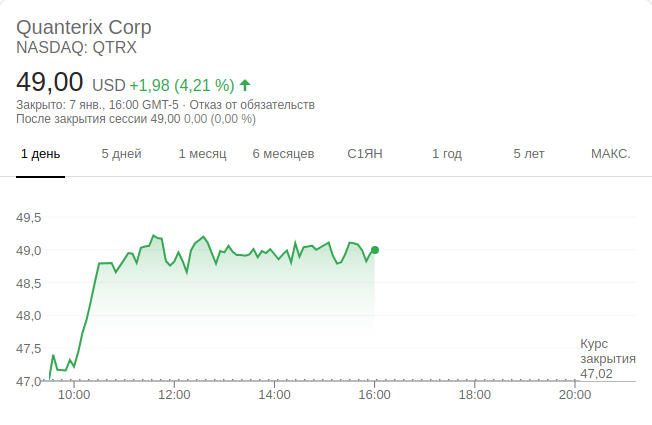 Quanterix Corp
NASDAQ: QTRX
49,00 USD +1,98 (4,21 %)
Закрыто: 7 янв., 16:00 GMT-5 · Отказ от обязательств
После закрытия сессии 49,00 0,00 (0,00 %)
1 день 5 дней 1 месяц 6 месяцев С1ЯН 1 год 5 лет МАКС.
49,5
49,0
48,5
48,0
47,5
47,0
Курс
закрытия
47,02
10:00 12:00 14:00 16:00 18:00 20:00